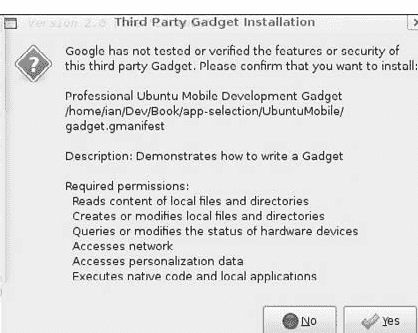 Version 2.0
Third Party Gadget Installation
Google has not tested or verified the features or security of
this third party Gadget. Please confirm that you want to install:
Professional Ubuntu Mobile Development Gadget
/home/ian/Dev/Book/app-selection/UbuntuMobile/
gadget.gmanifest
Description: Demonstrates how to write a Gadget
Required permissions:
Reads content of local files and directories
Creates or modifies local files and directories
Queries or modifies the status of hardware devices
Accesses network
Accesses personalization data
Executes native code and local applications
No
Yes